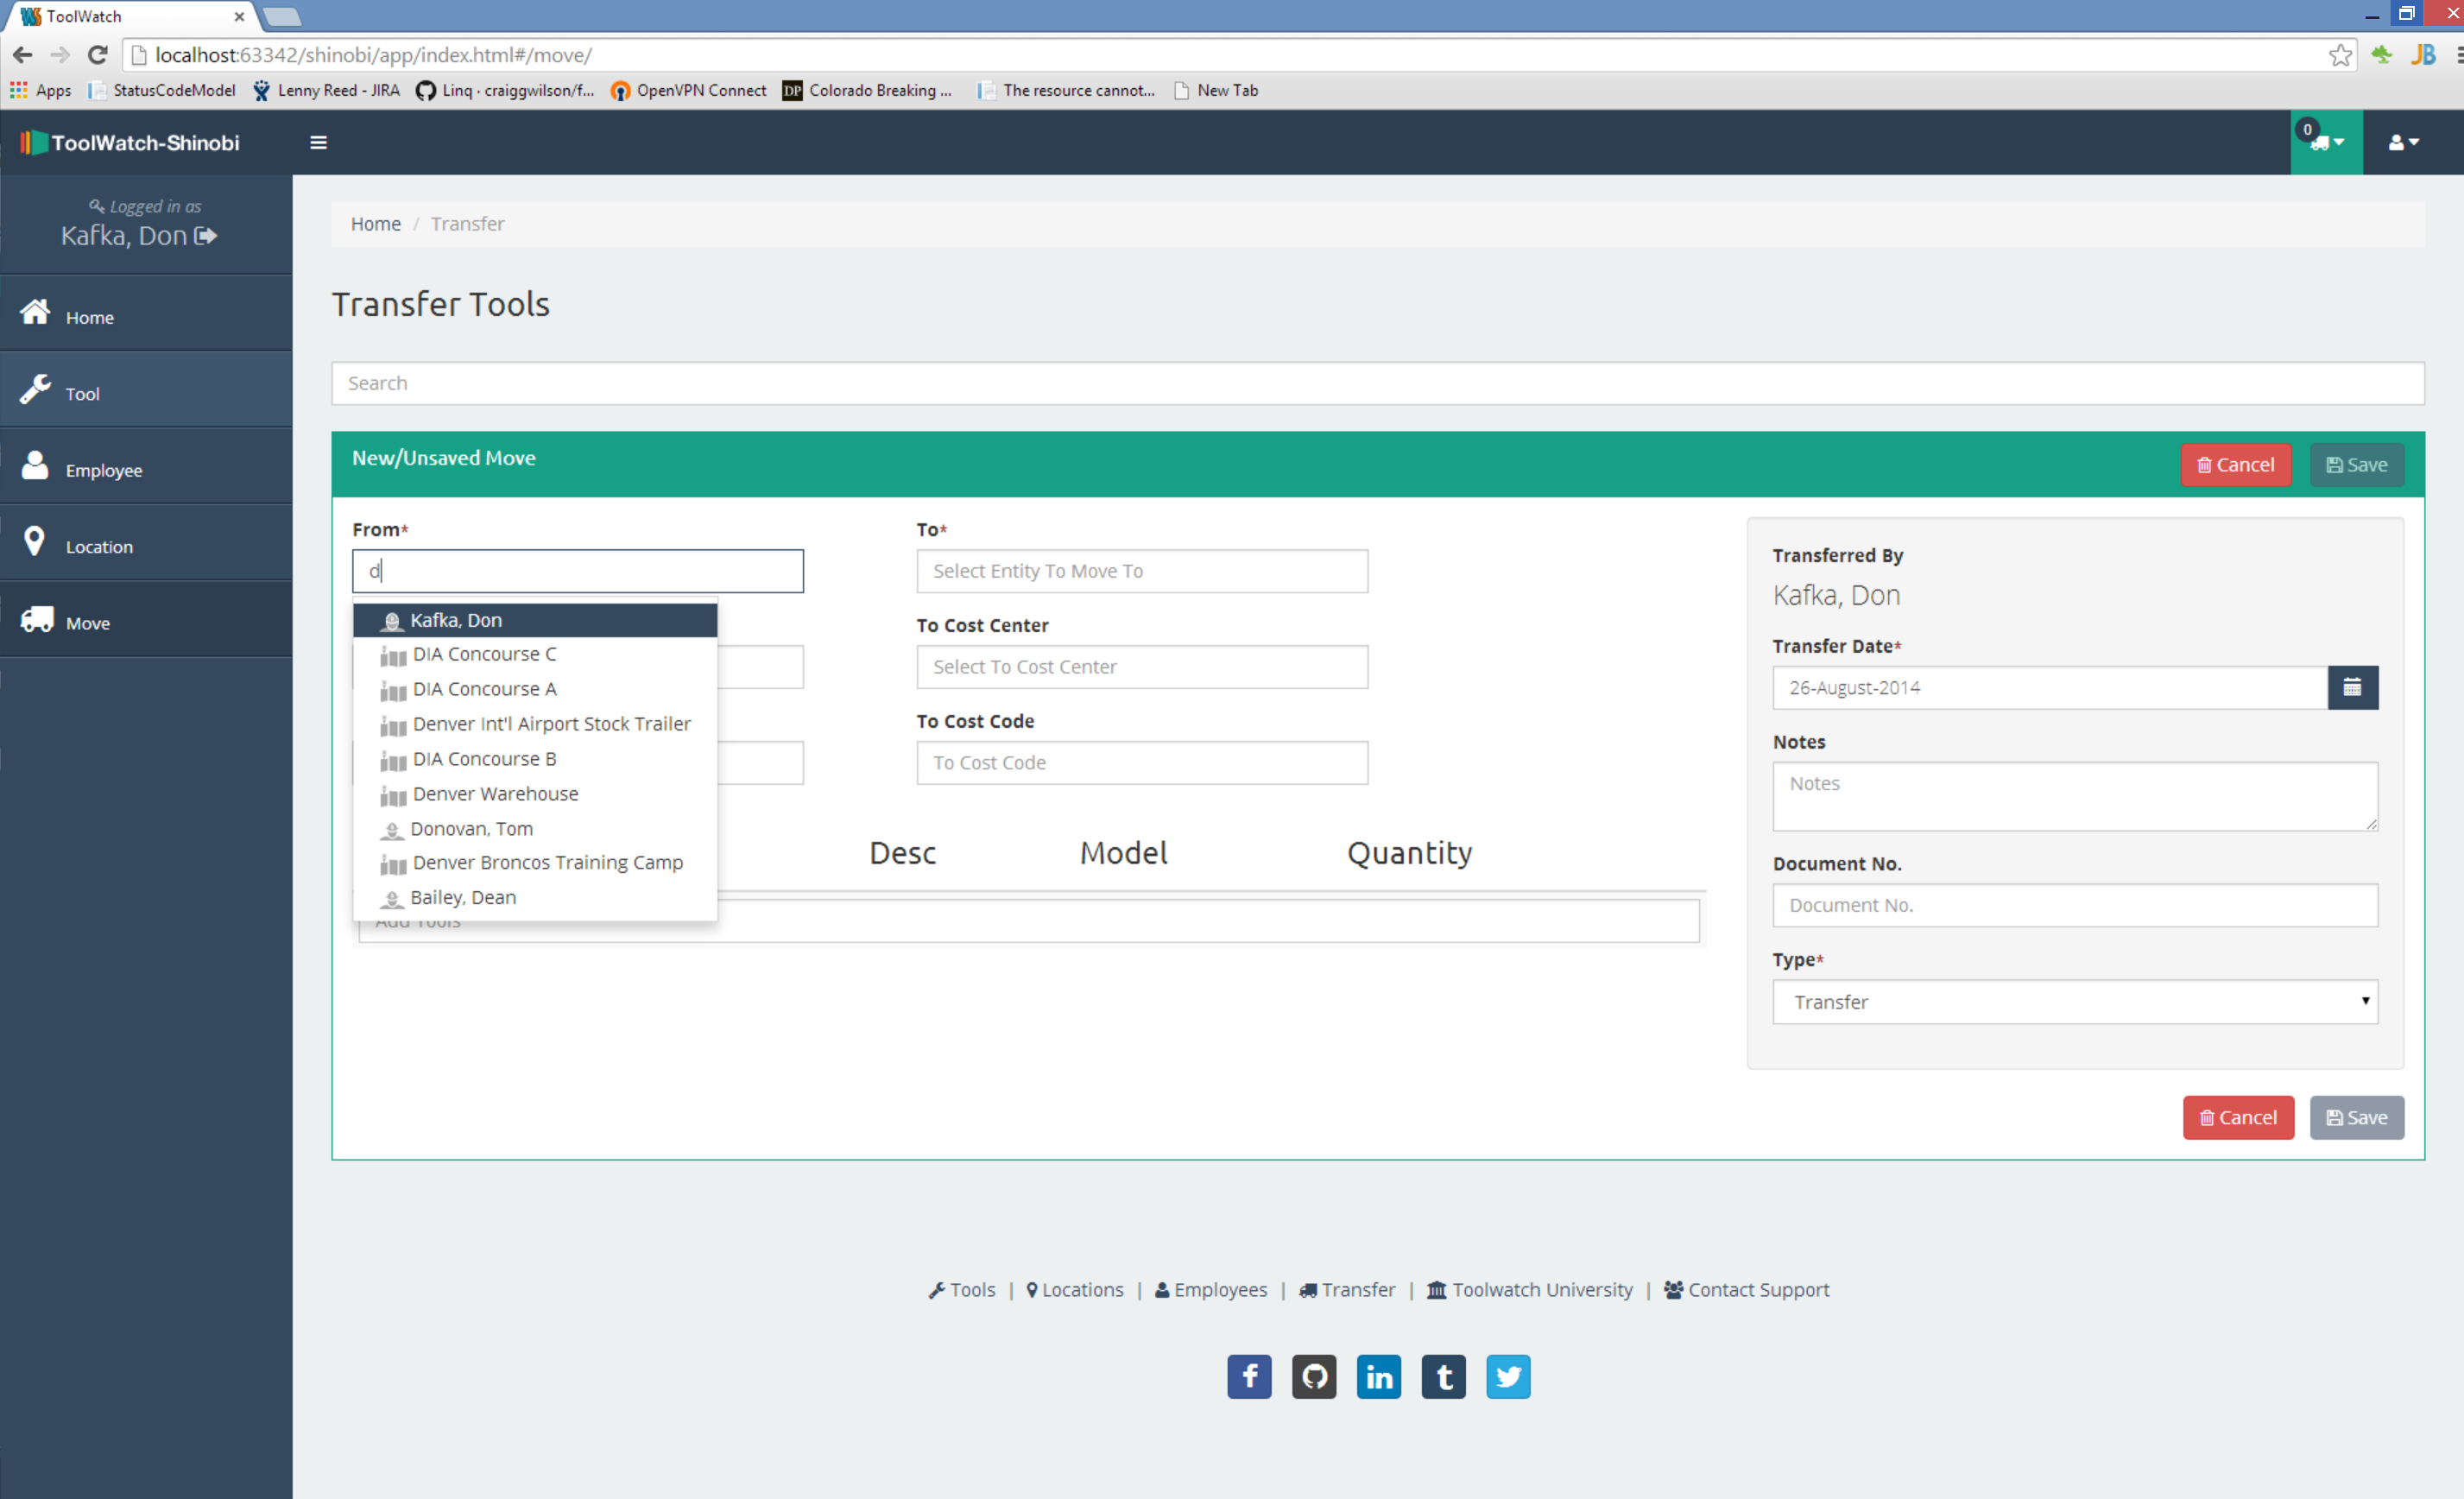 ToolWatch
localhost:63342/shinobi/app/index.html#/move/
JB
Apps StatusCodeModel Lenny Reed - JIRA Linq · craiggwilson/f... OpenVPN Connect DP Colorado Breaking ... The resource cannot... New Tab
ToolWatch-Shinobi
0
Logged in as
Kafka, Don
Home
Tool
Employee
Location
Move
Home / Transfer
Transfer Tools
Search
New/Unsaved Move
Cancel Save
From*
d
Kafka, Don
DIA Concourse C
DIA Concourse A
Denver Int'l Airport Stock Trailer
DIA Concourse B
Denver Warehouse
Donovan, Tom
Denver Broncos Training Camp
Bailey, Dean
To*
Select Entity To Move To
To Cost Center
Select To Cost Center
To Cost Code
To Cost Code
Desc Model Quantity
Add Tools
Transferred By
Kafka, Don
Transfer Date*
26-August-2014
Notes
Notes
Document No.
Document No.
Type*
Transfer
Cancel Save
Tools | Locations | Employees | Transfer | Toolwatch University | Contact Support